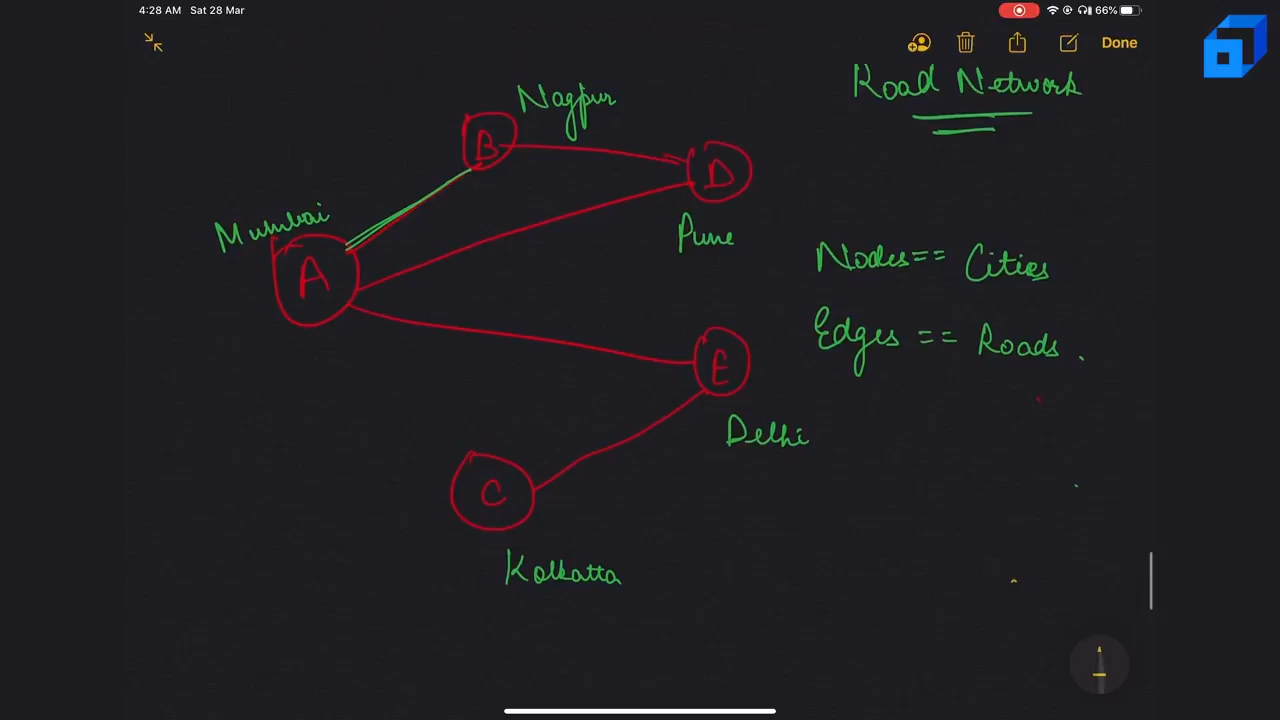 4:28 AM Sat 28 Mar
66%
Done
Road Network
Nagpur
B
D
Mumbai
Pune
A
Nodes == Cities
Edges == Roads.
E
Delhi
C
Kolkatta